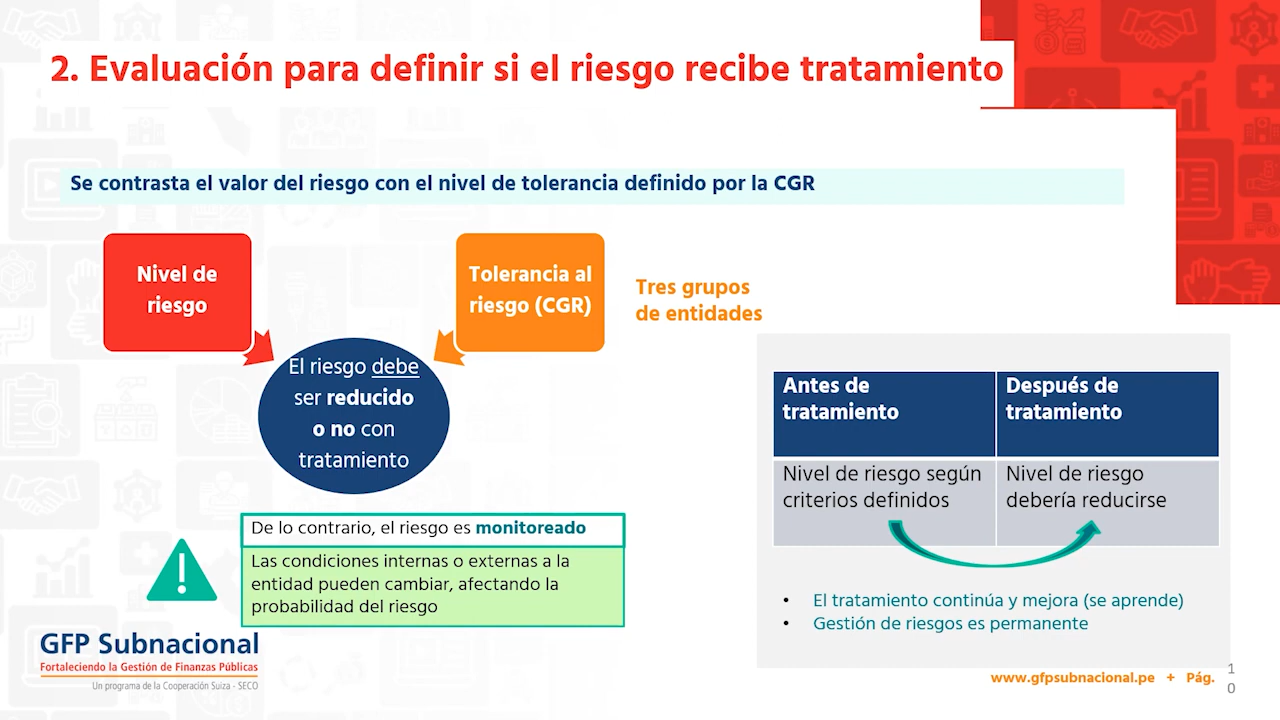 2. Evaluación para definir si el riesgo recibe tratamiento
Se contrasta el valor del riesgo con el nivel de tolerancia definido por la CGR
Nivel de
riesgo
Tolerancia al
riesgo (CGR)
Tres grupos
de entidades
El riesgo debe
ser reducido
o no con
tratamiento
De lo contrario, el riesgo es monitoreado
Las condiciones internas o externas a la
entidad pueden cambiar, afectando la
probabilidad del riesgo
Antes de
tratamiento
Después de
tratamiento
Nivel de riesgo según
criterios definidos
Nivel de riesgo
debería reducirse
• El tratamiento continúa y mejora (se aprende)
• Gestión de riesgos es permanente
GFP Subnacional
Fortaleciendo la Gestión de Finanzas Públicas
Un programa de la Cooperación Suiza - SECO
www.gfpsubnacional.pe + Pág.
1
0